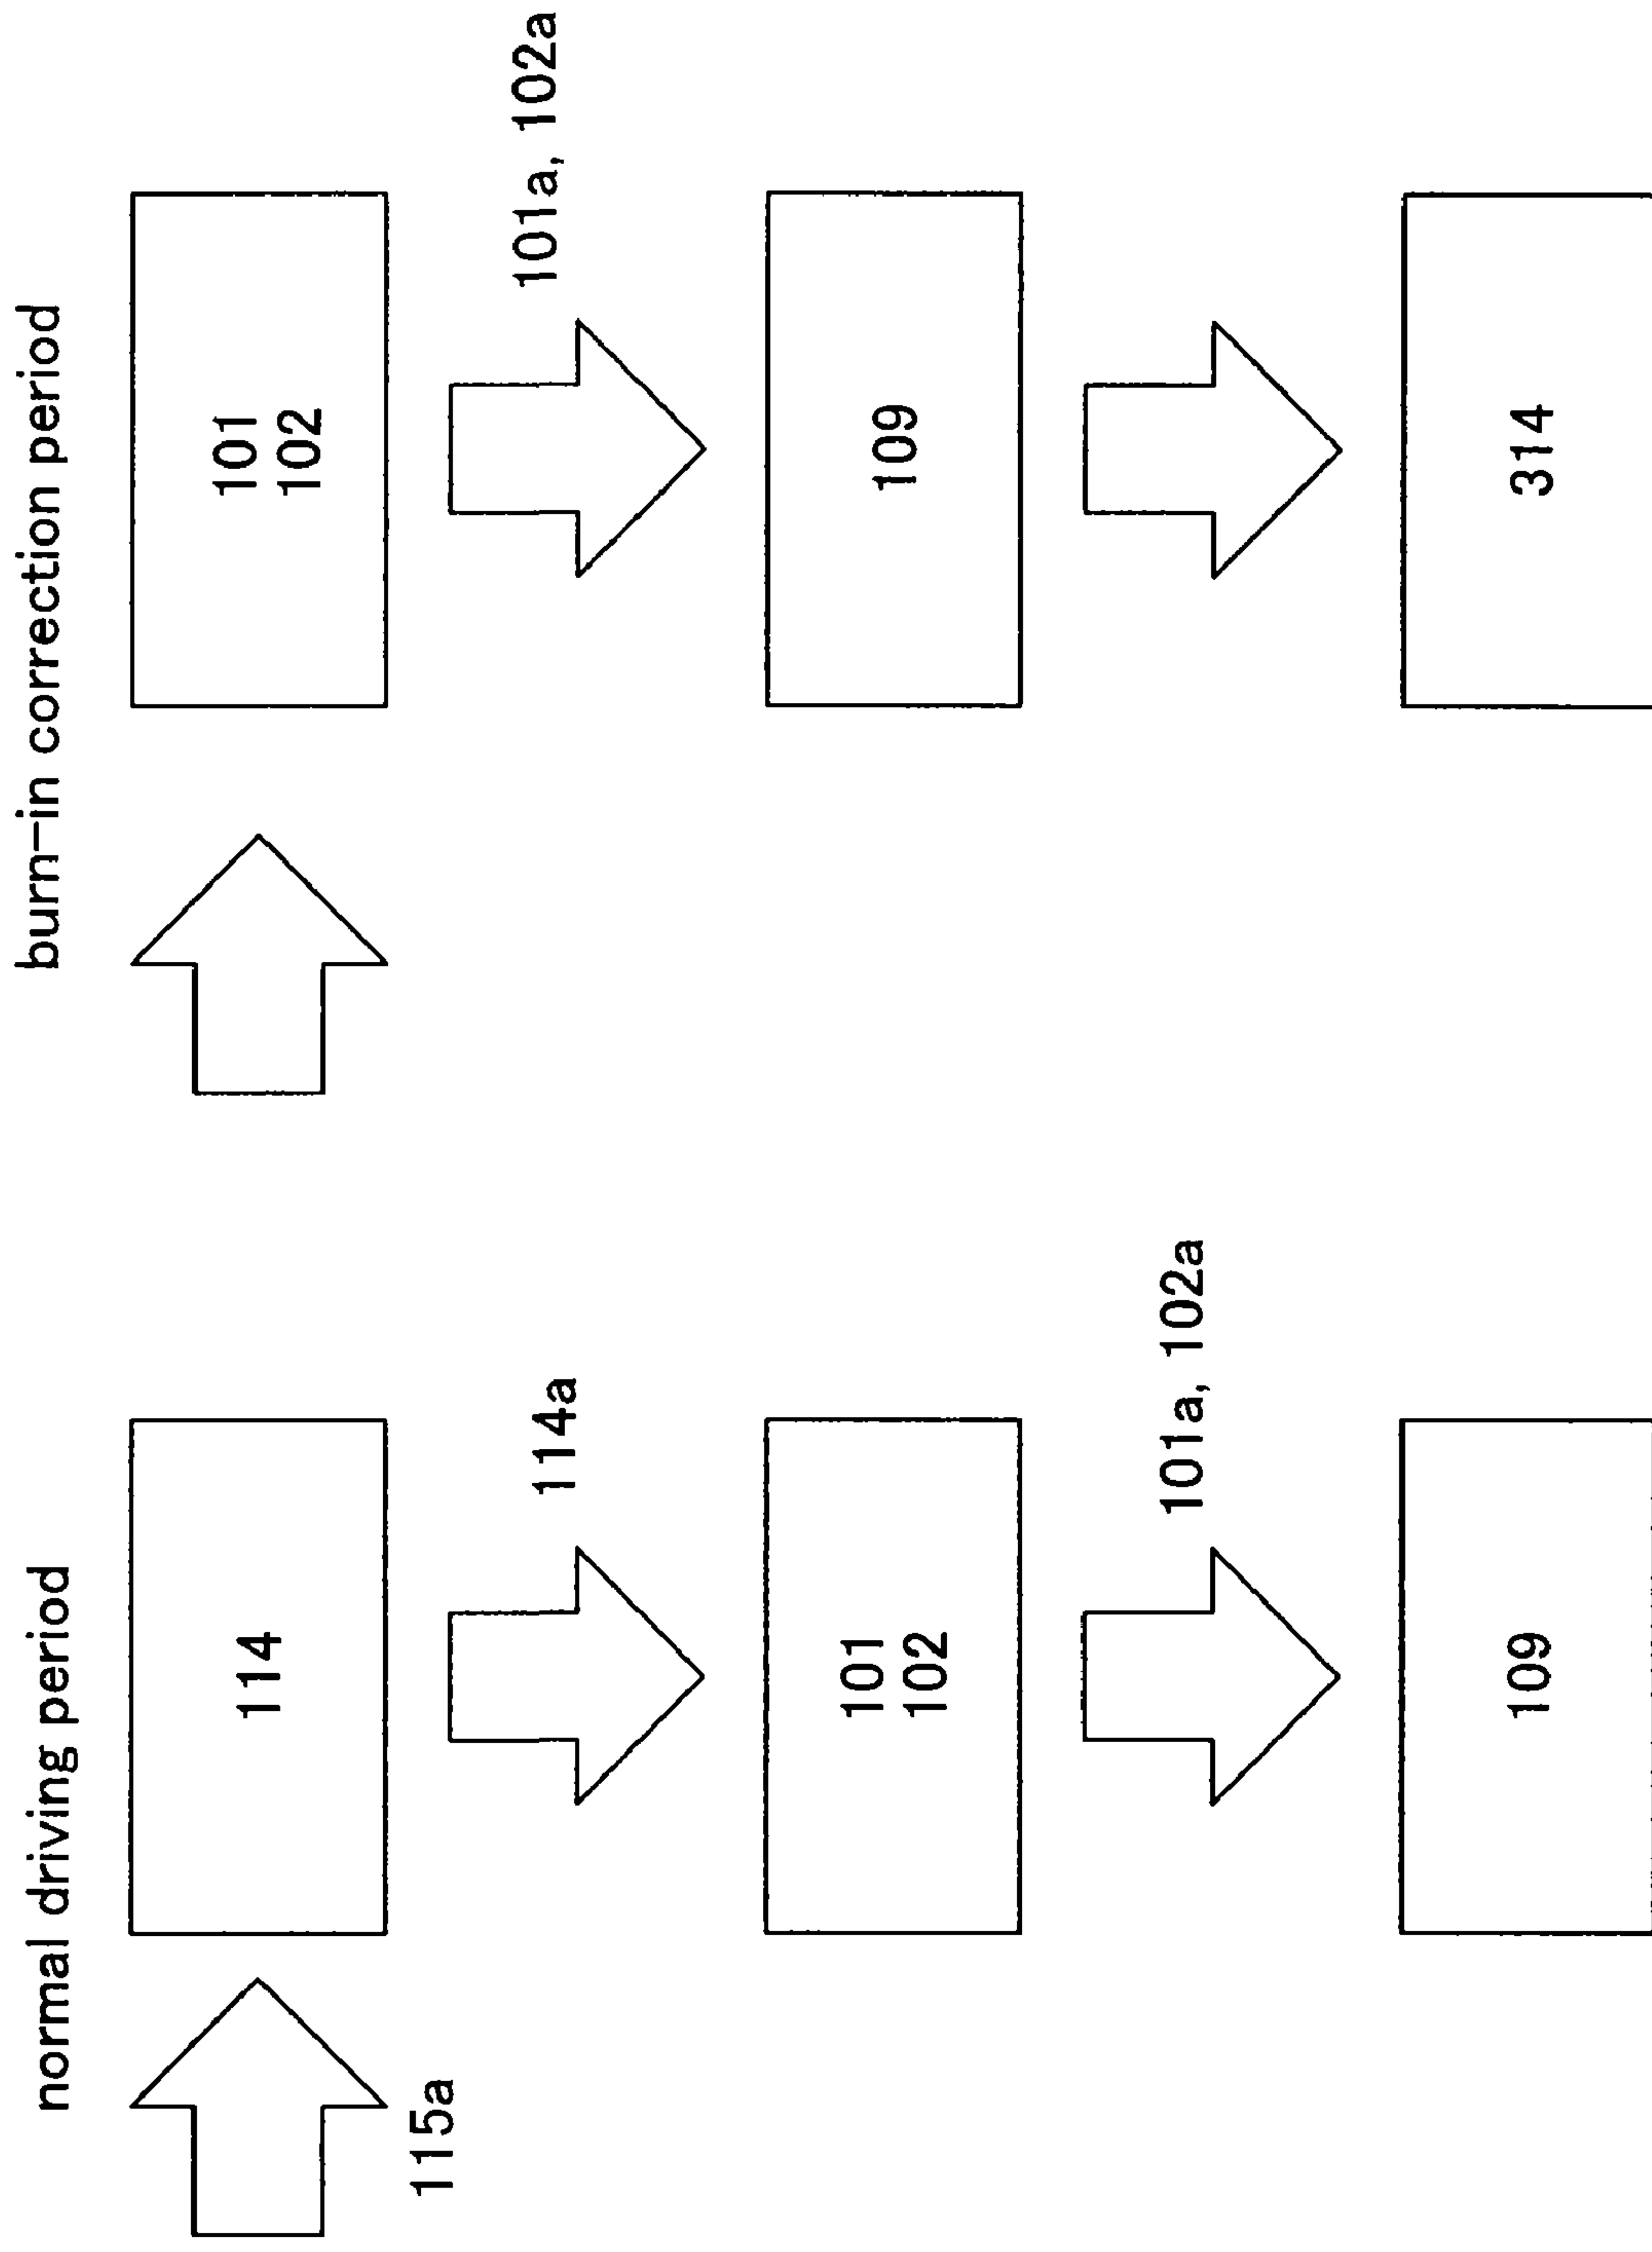 normal driving period
115a
114
114a
101
102
101a, 102a
109
burn-in correction period
101
102
101a, 102a
109
314